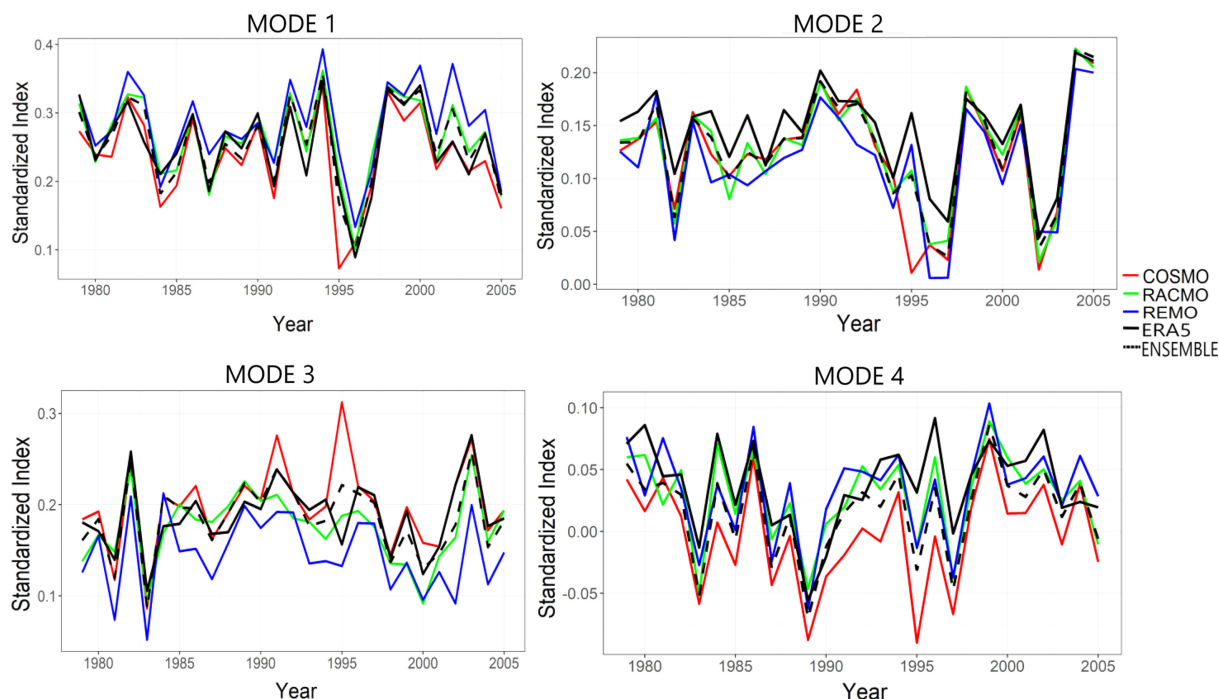 MODE 1
Standardized Index
0.4
0.3
0.2
0.1
1980 1985 1990 1995 2000 2005
Year
MODE 2
Standardized Index
0.20
0.15
0.10
0.05
0.00
1980 1985 1990 1995 2000 2005
Year
COSMO
RACMO
REMO
ERA5
ENSEMBLE
MODE 3
Standardized Index
0.3
0.2
0.1
1980 1985 1990 1995 2000 2005
Year
MODE 4
Standardized Index
0.10
0.05
0.00
-0.05
1980 1985 1990 1995 2000 2005
Year